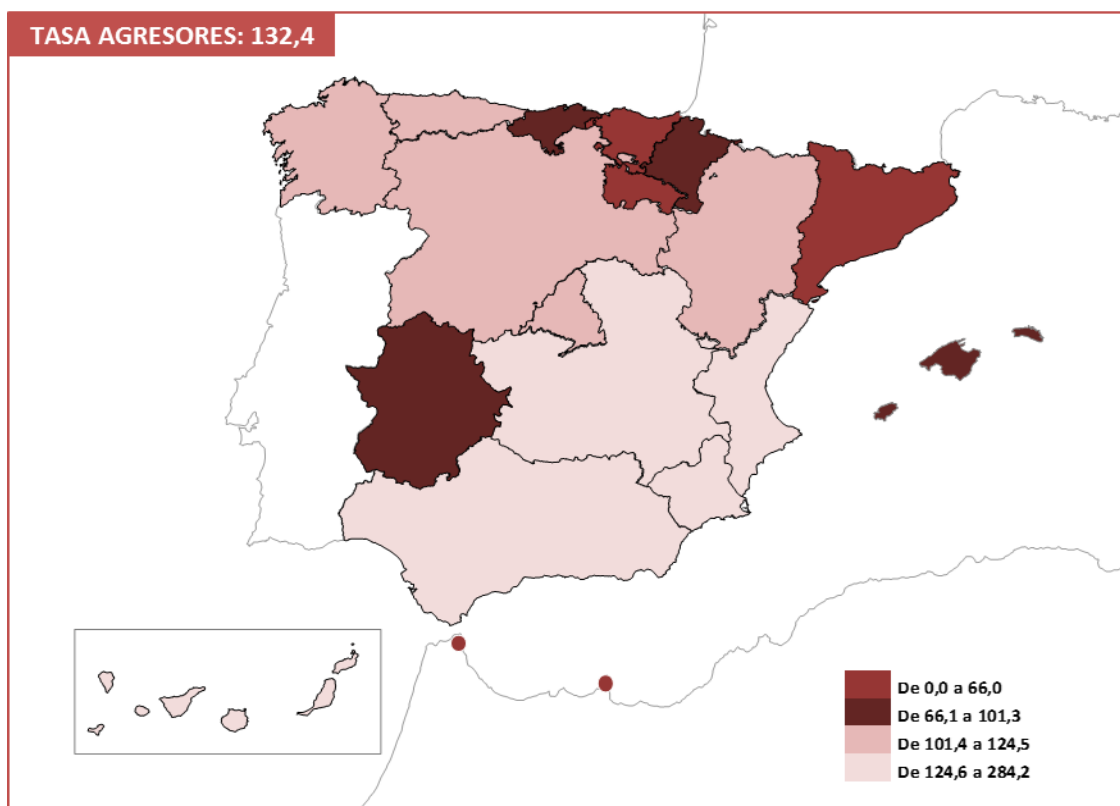 TASA AGRESORES: 132,4
De 0,0 a 66,0
De 66,1 a 101,3
De 101,4 a 124,5
De 124,6 a 284,2